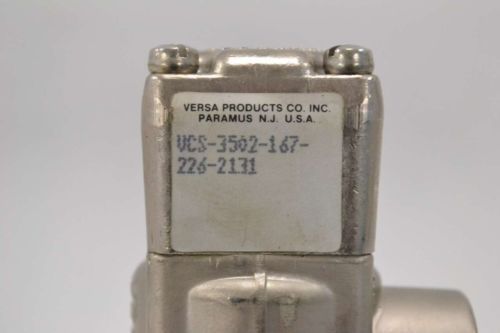 VERSA PRODUCTS CO. INC.
PARAMUS N.J. U.S.A.
VCS-3502-167-
226-2131